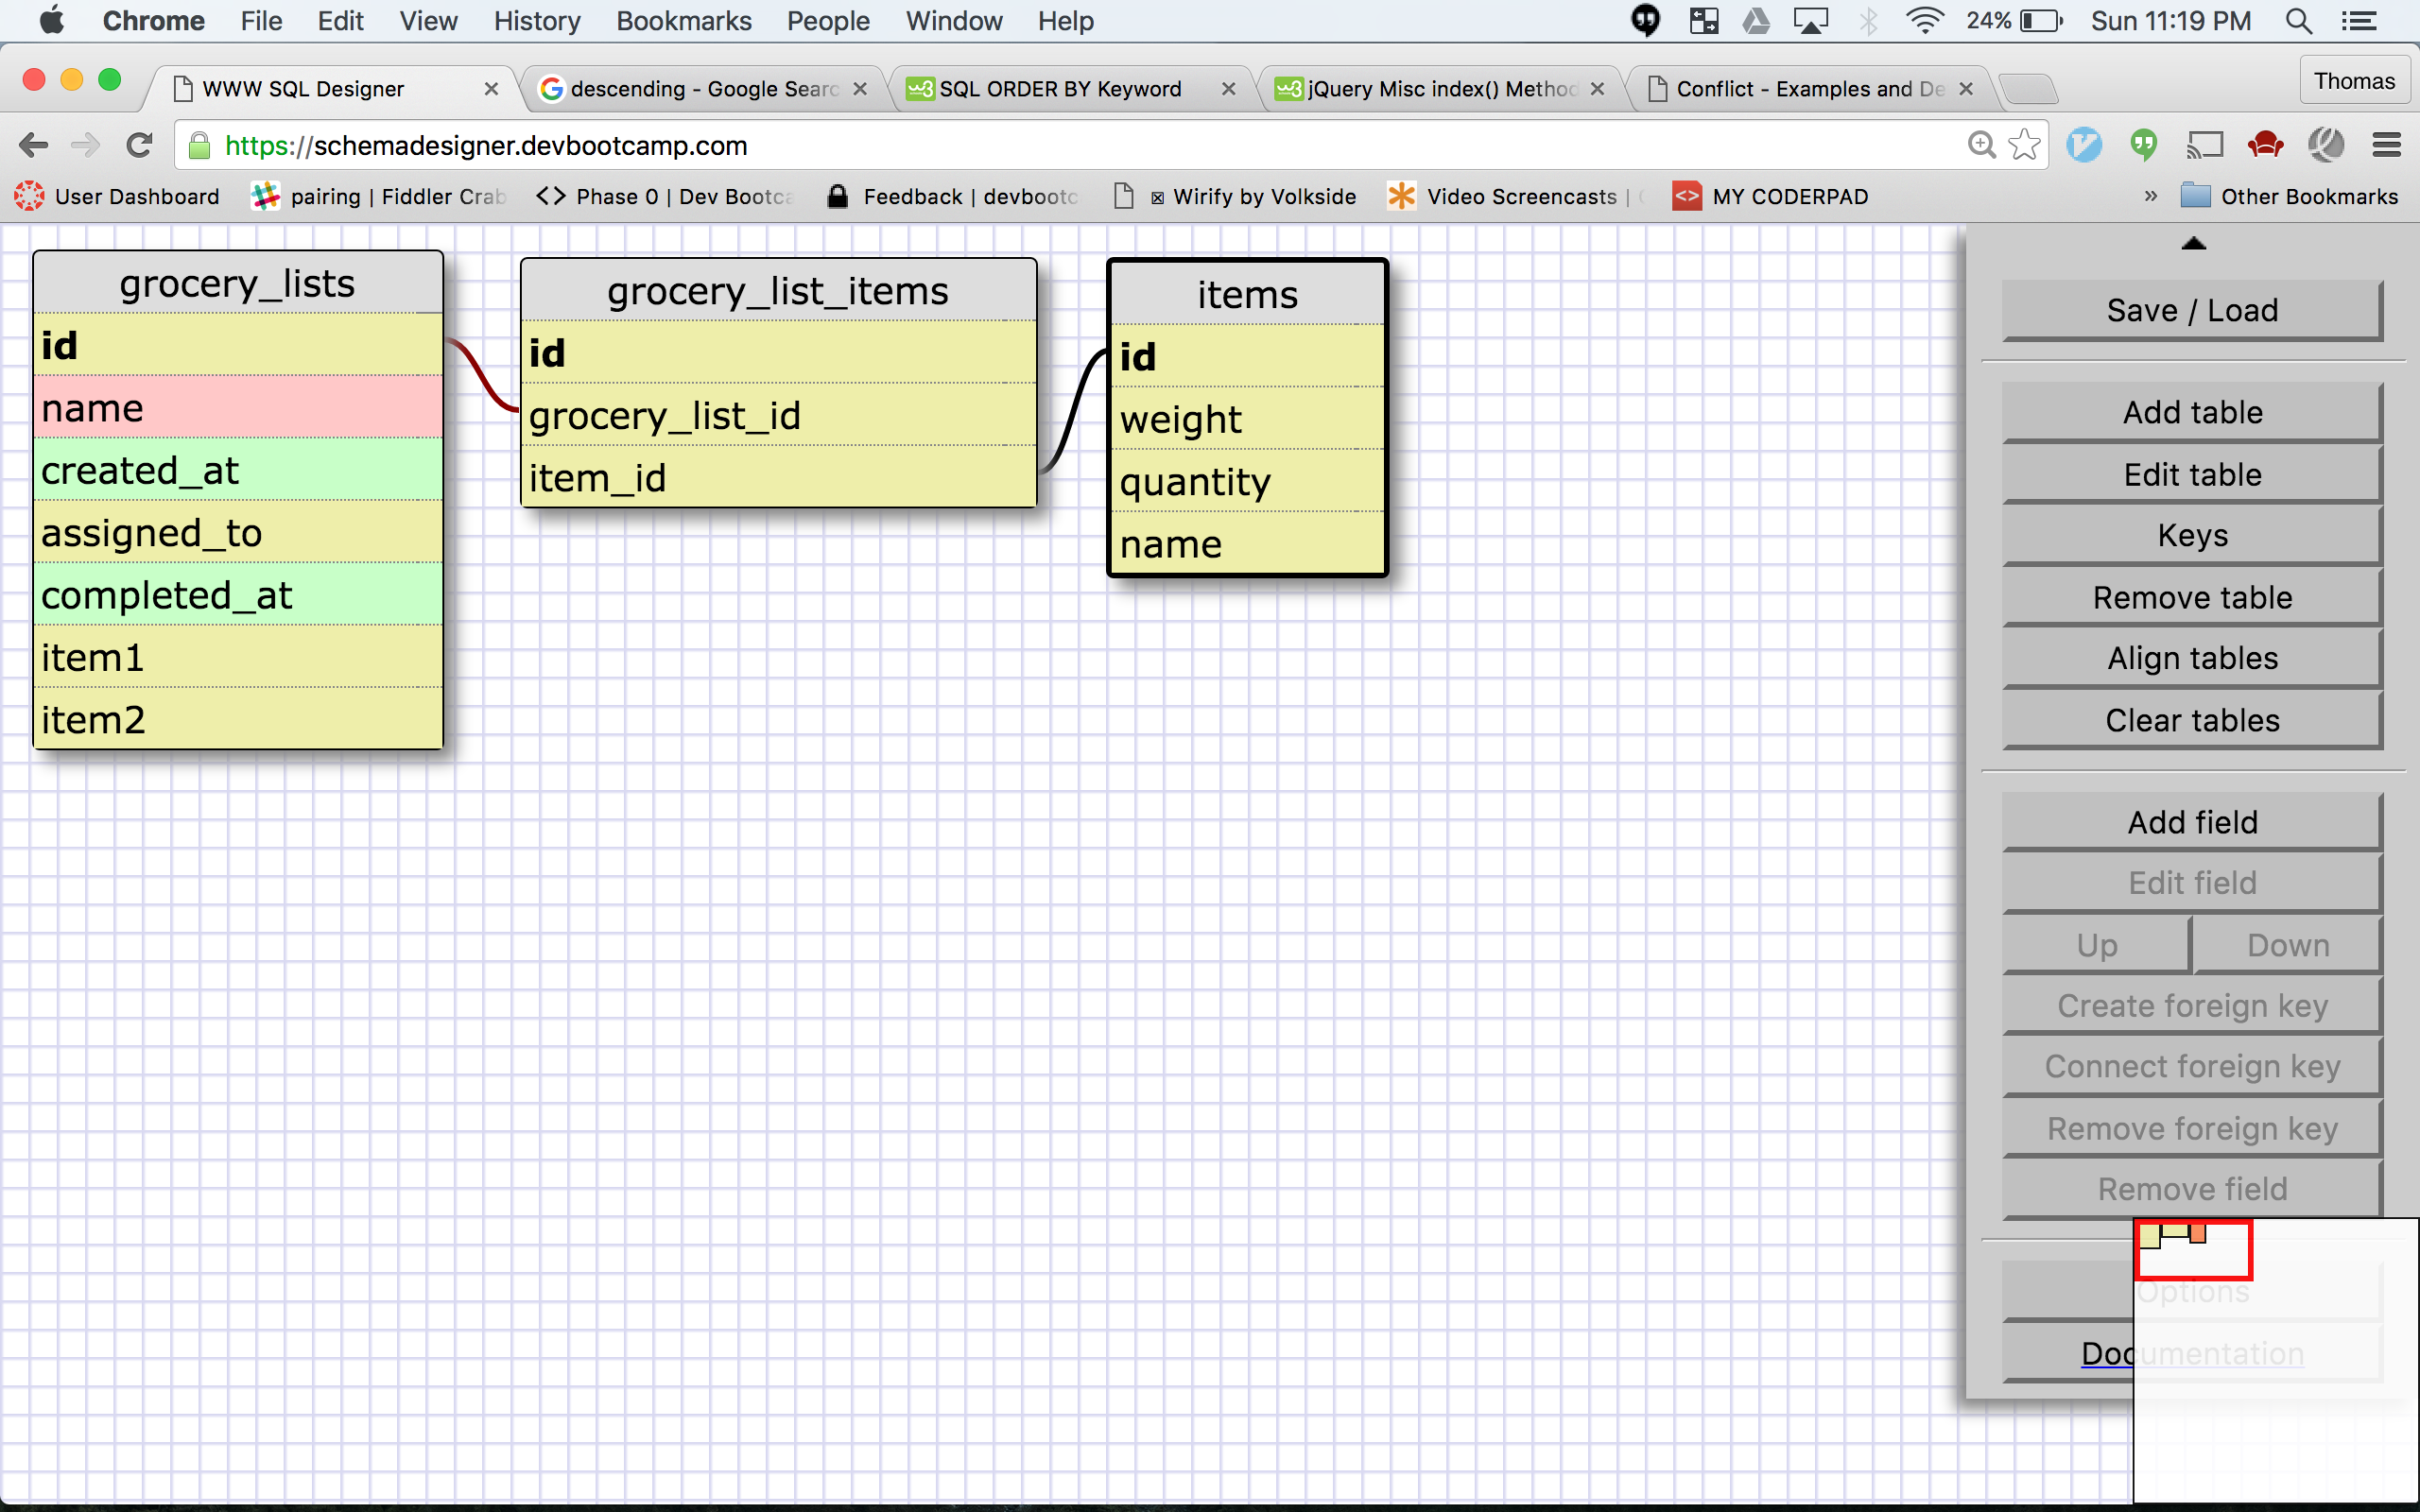 Chrome File Edit View History Bookmarks People Window Help 24% Sun 11:19 PM
WWW SQL Designer descending - Google Searc SQL ORDER BY Keyword jQuery Misc index() Method Conflict - Examples and De Thomas
https://schemadesigner.devbootcamp.com
User Dashboard pairing | Fiddler Crab <> Phase 0 | Dev Bootca Feedback | devbootc Wirify by Volkside Video Screencasts | MY CODERPAD » Other Bookmarks
grocery_lists
id
name
created_at
assigned_to
completed_at
item1
item2
grocery_list_items
id
grocery_list_id
item_id
items
id
weight
quantity
name
Save / Load
Add table
Edit table
Keys
Remove table
Align tables
Clear tables
Add field
Edit field
Up Down
Create foreign key
Connect foreign key
Remove foreign key
Remove field
Options
Documentation